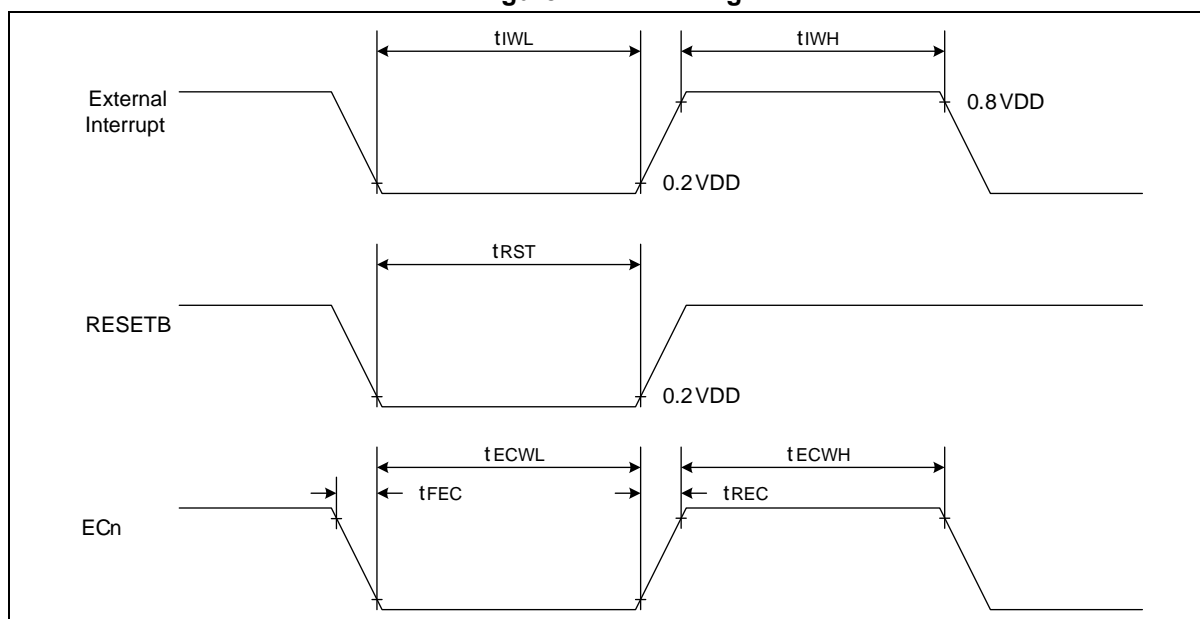 tIWL
tIWH
External
Interrupt
0.8VDD
0.2VDD
tRST
RESETB
0.2VDD
tECWL
tECWH
tFEC
tREC
ECn